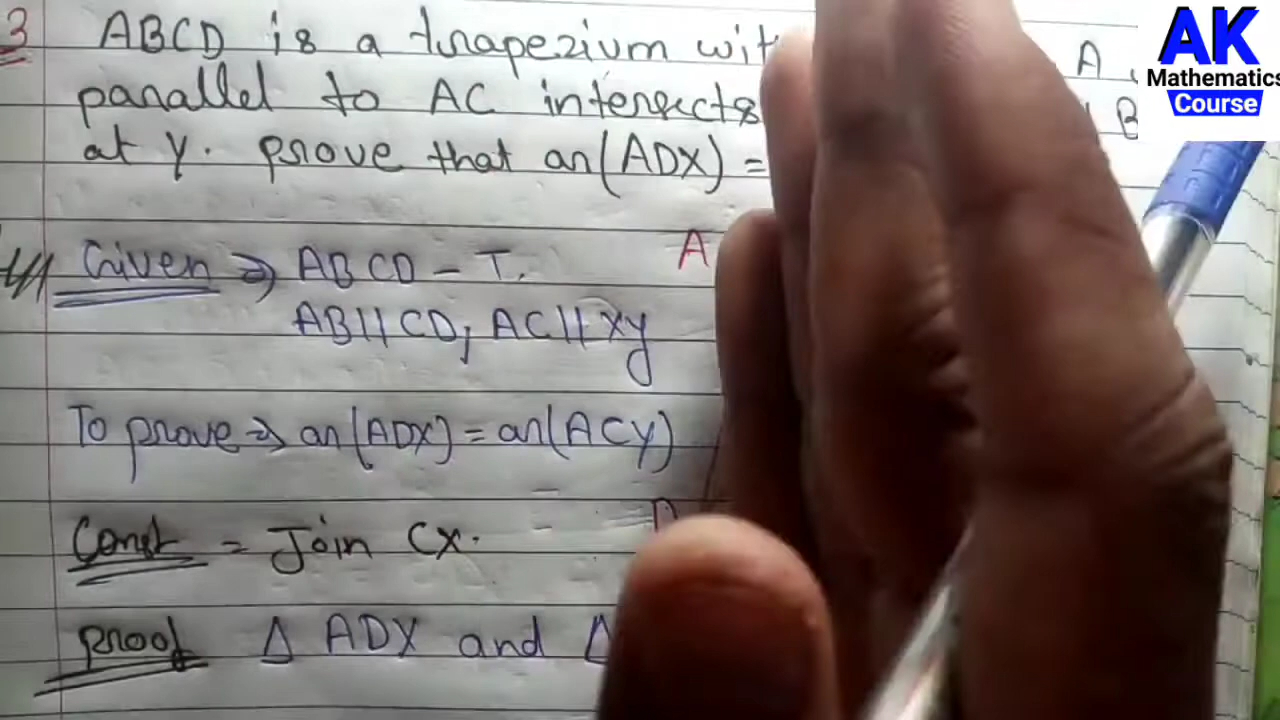 3 ABCD is a trapezium A
parallel to AC intersects B
at Y. prove that ar(ADX) =
Given ⇒ ABCD - T. A
AB||CD, AC||XY
To prove ⇒ ar(ADX) = ar(ACY)
Const = Join CX.
proof Δ ADX and Δ
AK
Mathematics
Course